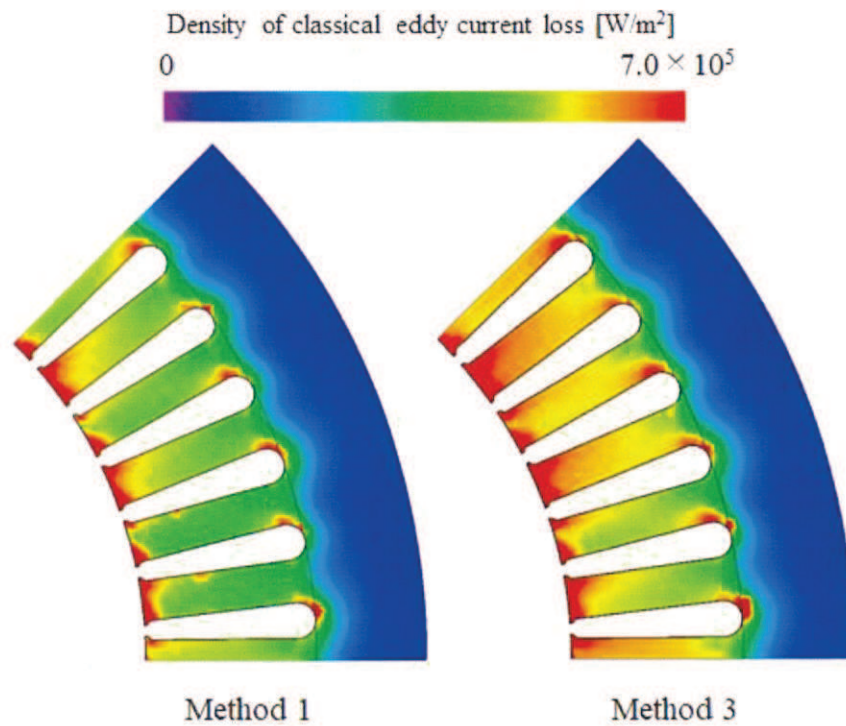 Density of classical eddy current loss [W/m²]
0 7.0 × 10⁵
Method 1 Method 3